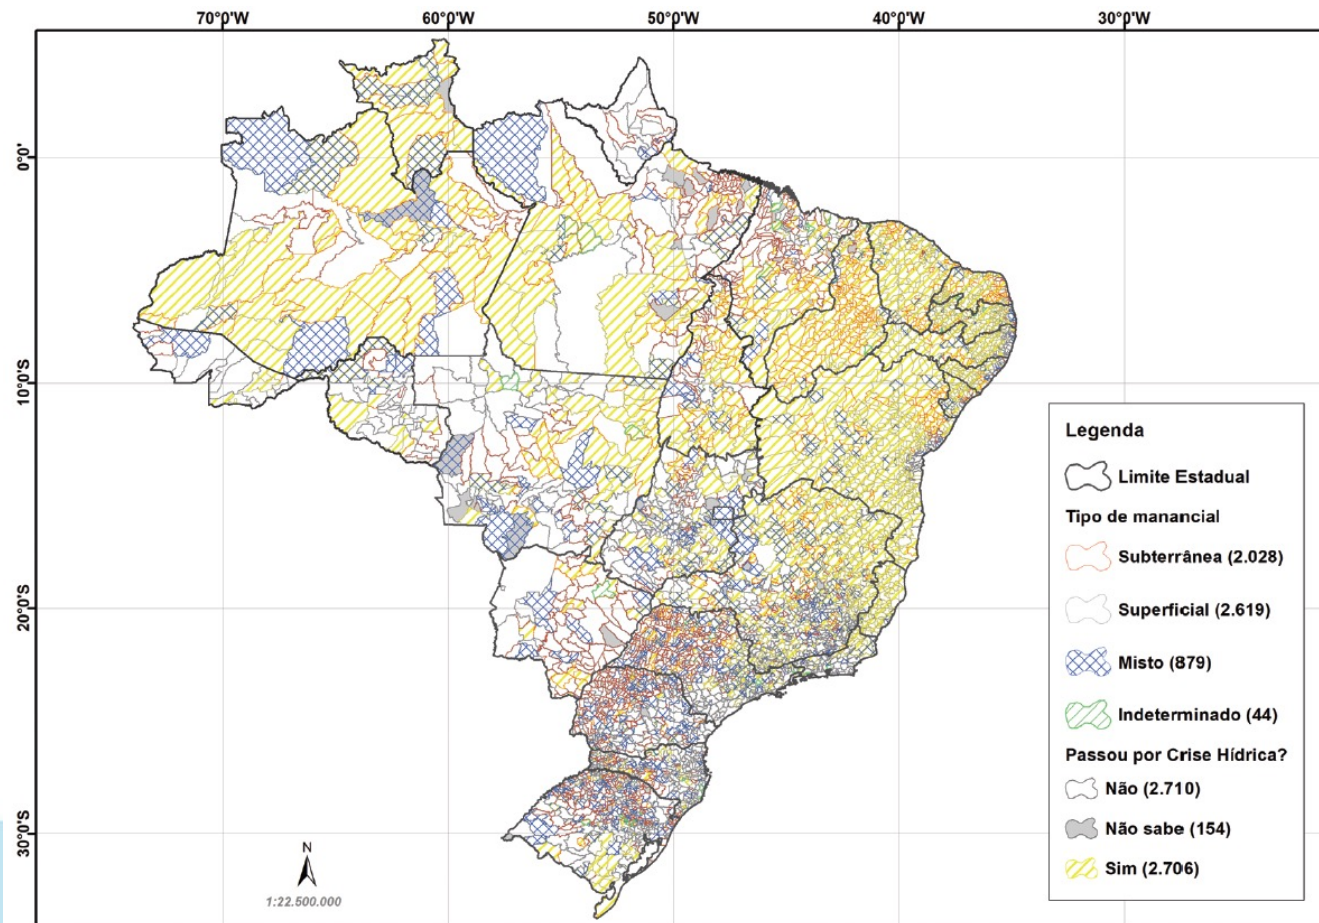 70°0'W 60°0'W 50°0'W 40°0'W 30°0'W
0°0'
10°0'S
20°0'S
30°0'S
N
1:22.500.000
Legenda
Limite Estadual
Tipo de manancial
Subterrânea (2.028)
Superficial (2.619)
Misto (879)
Indeterminado (44)
Passou por Crise Hídrica?
Não (2.710)
Não sabe (154)
Sim (2.706)